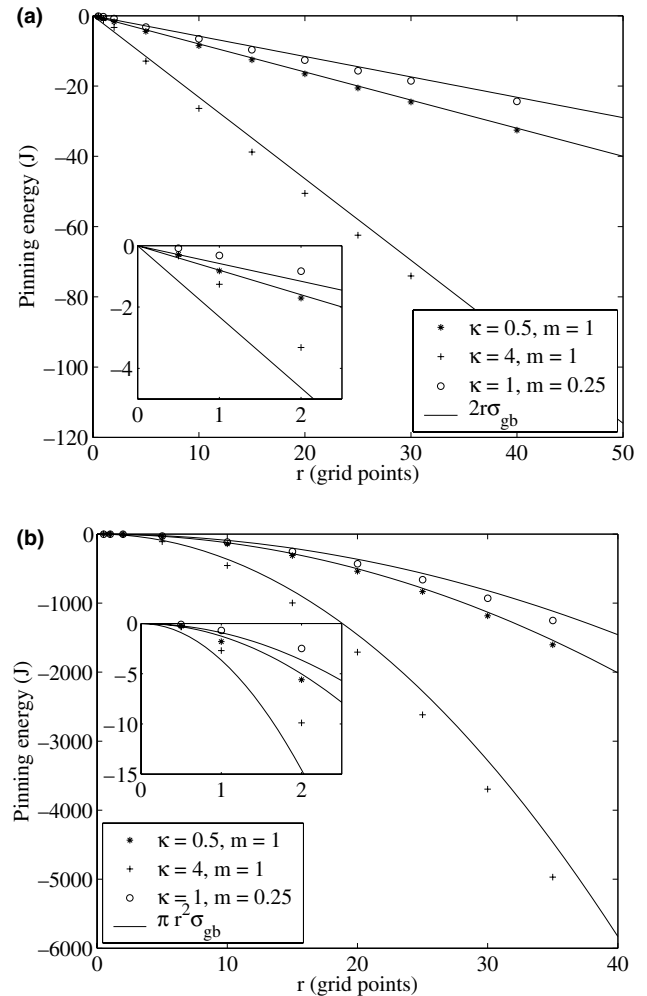 (a)
0
−20
−40
−60
−80
−100
−120
Pinning energy (J)
0
−2
−4
0
1
2
κ = 0.5, m = 1
κ = 4, m = 1
κ = 1, m = 0.25
2rσgb
0
10
20
30
40
50
r (grid points)
(b)
0
−1000
−2000
−3000
−4000
−5000
−6000
Pinning energy (J)
0
−5
−10
−15
0
1
2
κ = 0.5, m = 1
κ = 4, m = 1
κ = 1, m = 0.25
π r²σgb
0
10
20
30
40
r (grid points)